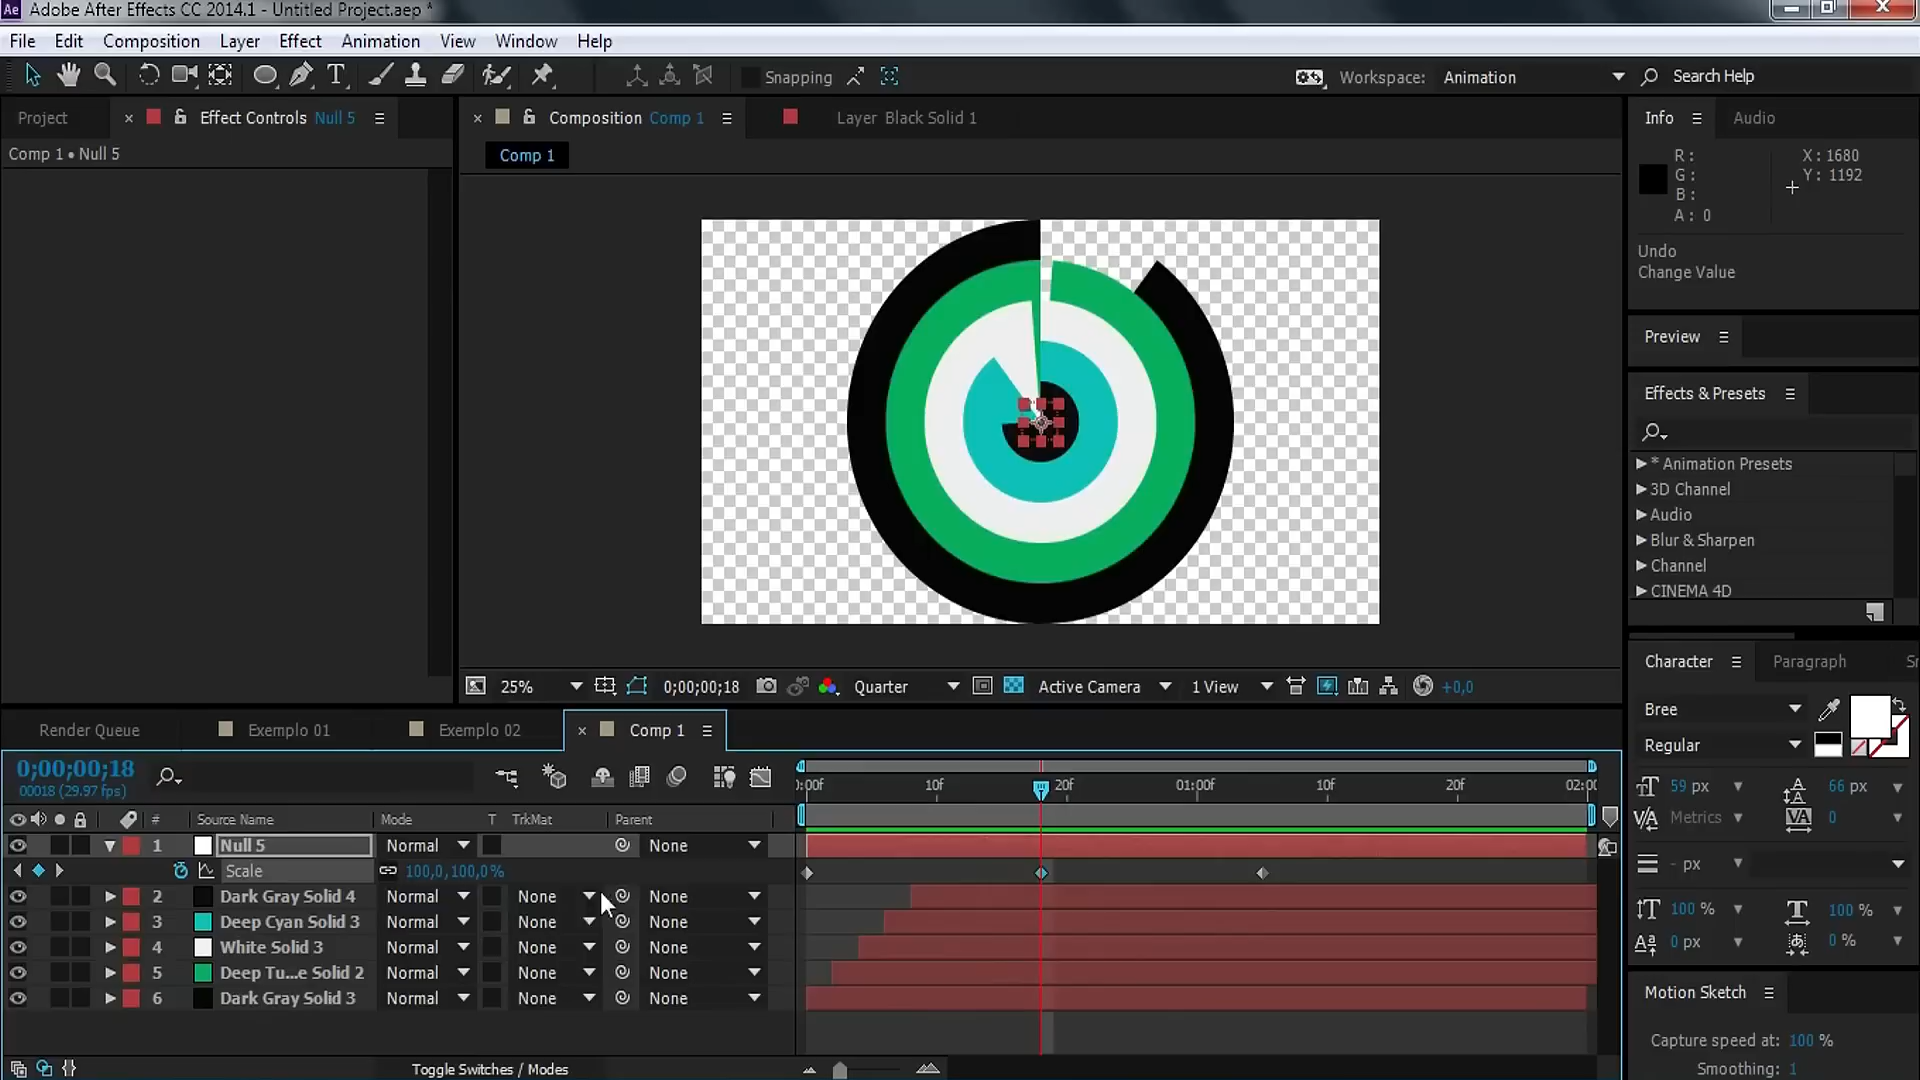 Ae Adobe After Effects CC 2014.1 - Untitled Project.aep *
File Edit Composition Layer Effect Animation View Window Help
Snapping Workspace: Animation Search Help
Project × Effect Controls Null 5 × Composition Comp 1 Layer Black Solid 1 Info Audio
Comp 1 • Null 5
Comp 1
R: X: 1680
G: Y: 1192
B:
A: 0
Undo
Change Value
Preview
Effects & Presets
* Animation Presets
3D Channel
Audio
Blur & Sharpen
Channel
CINEMA 4D
Character Paragraph
Bree
Regular
59 px 66 px
Metrics 0
- px
100 % 100 %
0 px 0 %
Motion Sketch
Capture speed at: 100 %
Smoothing: 1
25% 0;00;00;18 Quarter Active Camera 1 View +0,0
Render Queue Exemplo 01 Exemplo 02 × Comp 1
0;00;00;18
00018 (29.97 fps)
):00f 10f 20f 01:00f 10f 20f 02:00
# Source Name Mode T TrkMat Parent
1 Null 5 Normal None
Scale 100,0,100,0%
2 Dark Gray Solid 4 Normal None None
3 Deep Cyan Solid 3 Normal None None
4 White Solid 3 Normal None None
5 Deep Tu...e Solid 2 Normal None None
6 Dark Gray Solid 3 Normal None None
Toggle Switches / Modes